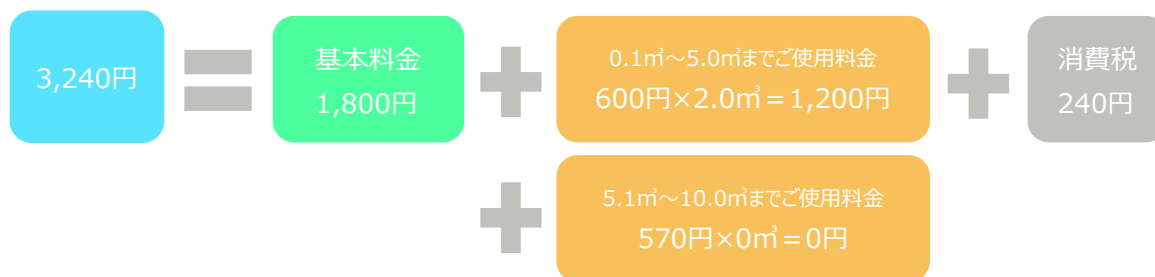 3,240円
基本料金
1,800円
0.1㎥～5.0㎥までご使用料金
600円×2.0㎥＝1,200円
消費税
240円
5.1㎥～10.0㎥までご使用料金
570円×0㎥＝0円